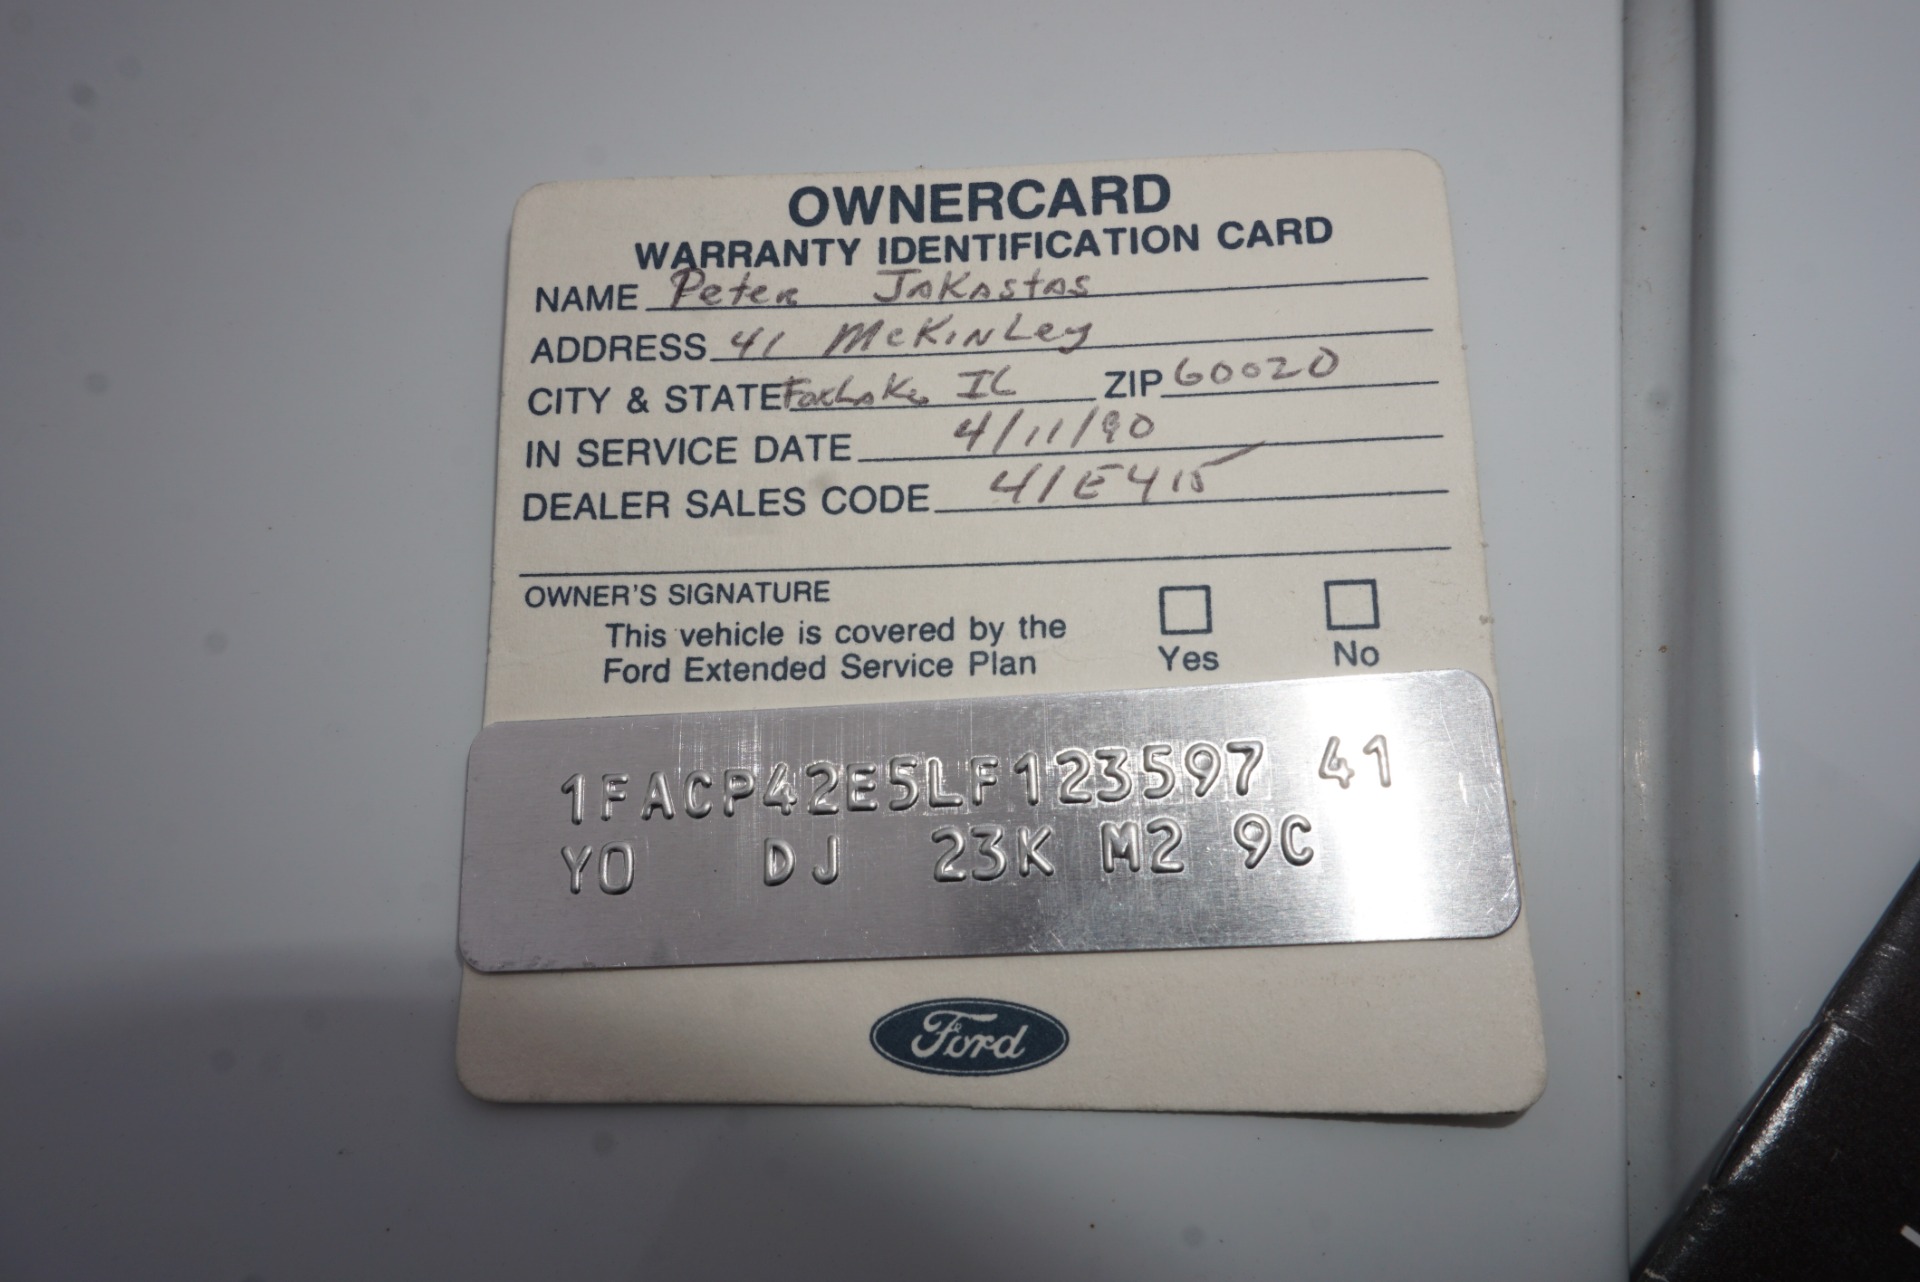 OWNERCARD
WARRANTY IDENTIFICATION CARD
NAME Peter Jakastas
ADDRESS 41 McKinley
CITY & STATE Foxlake, IL ZIP 60020
IN SERVICE DATE 4/11/90
DEALER SALES CODE 41E415
OWNER'S SIGNATURE
This vehicle is covered by the
Ford Extended Service Plan
Yes No
1FACP42E5LF123597 41
YO DJ 23K M2 9C
Ford